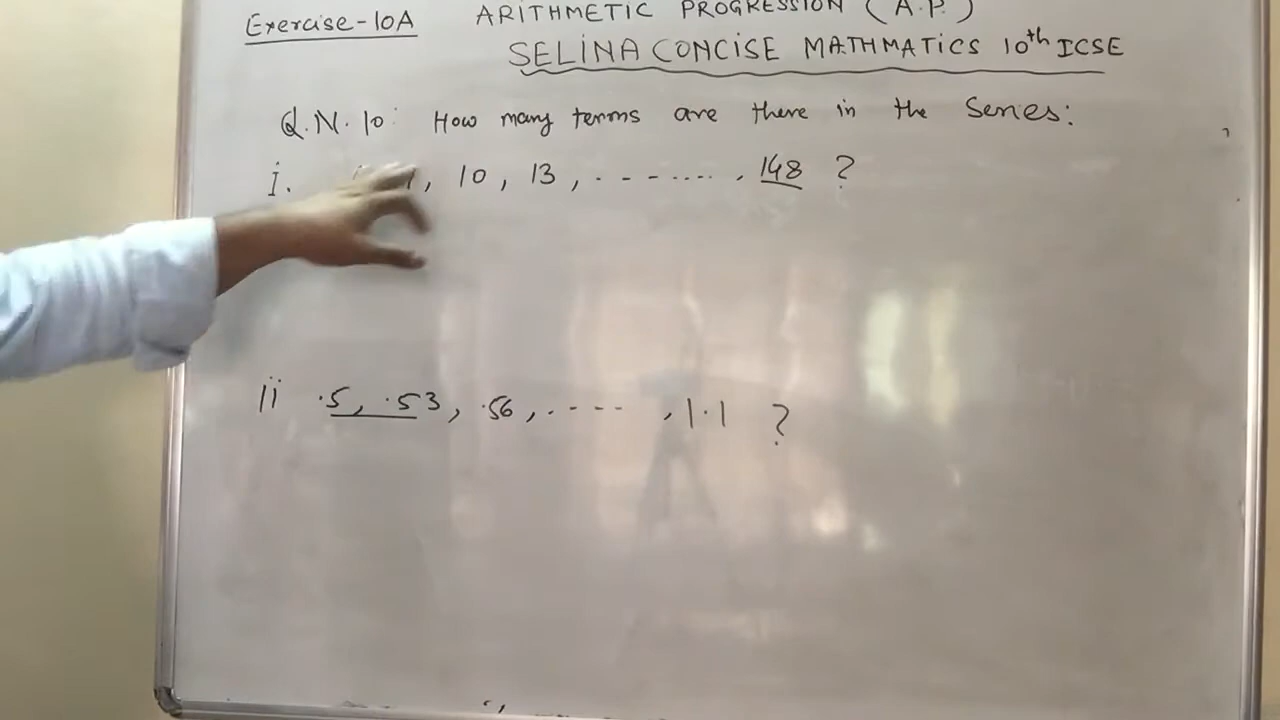 Exercise-10A ARITHMETIC PROGRESSION (A.P.)
SELINA CONCISE MATHMATICS 10th ICSE
Q.N.10: How many terms are there in the Series:
i. , 10, 13, . - - - . . . . , 148 ?
ii .5, .53, .56, . - - - - , 1.1 ?